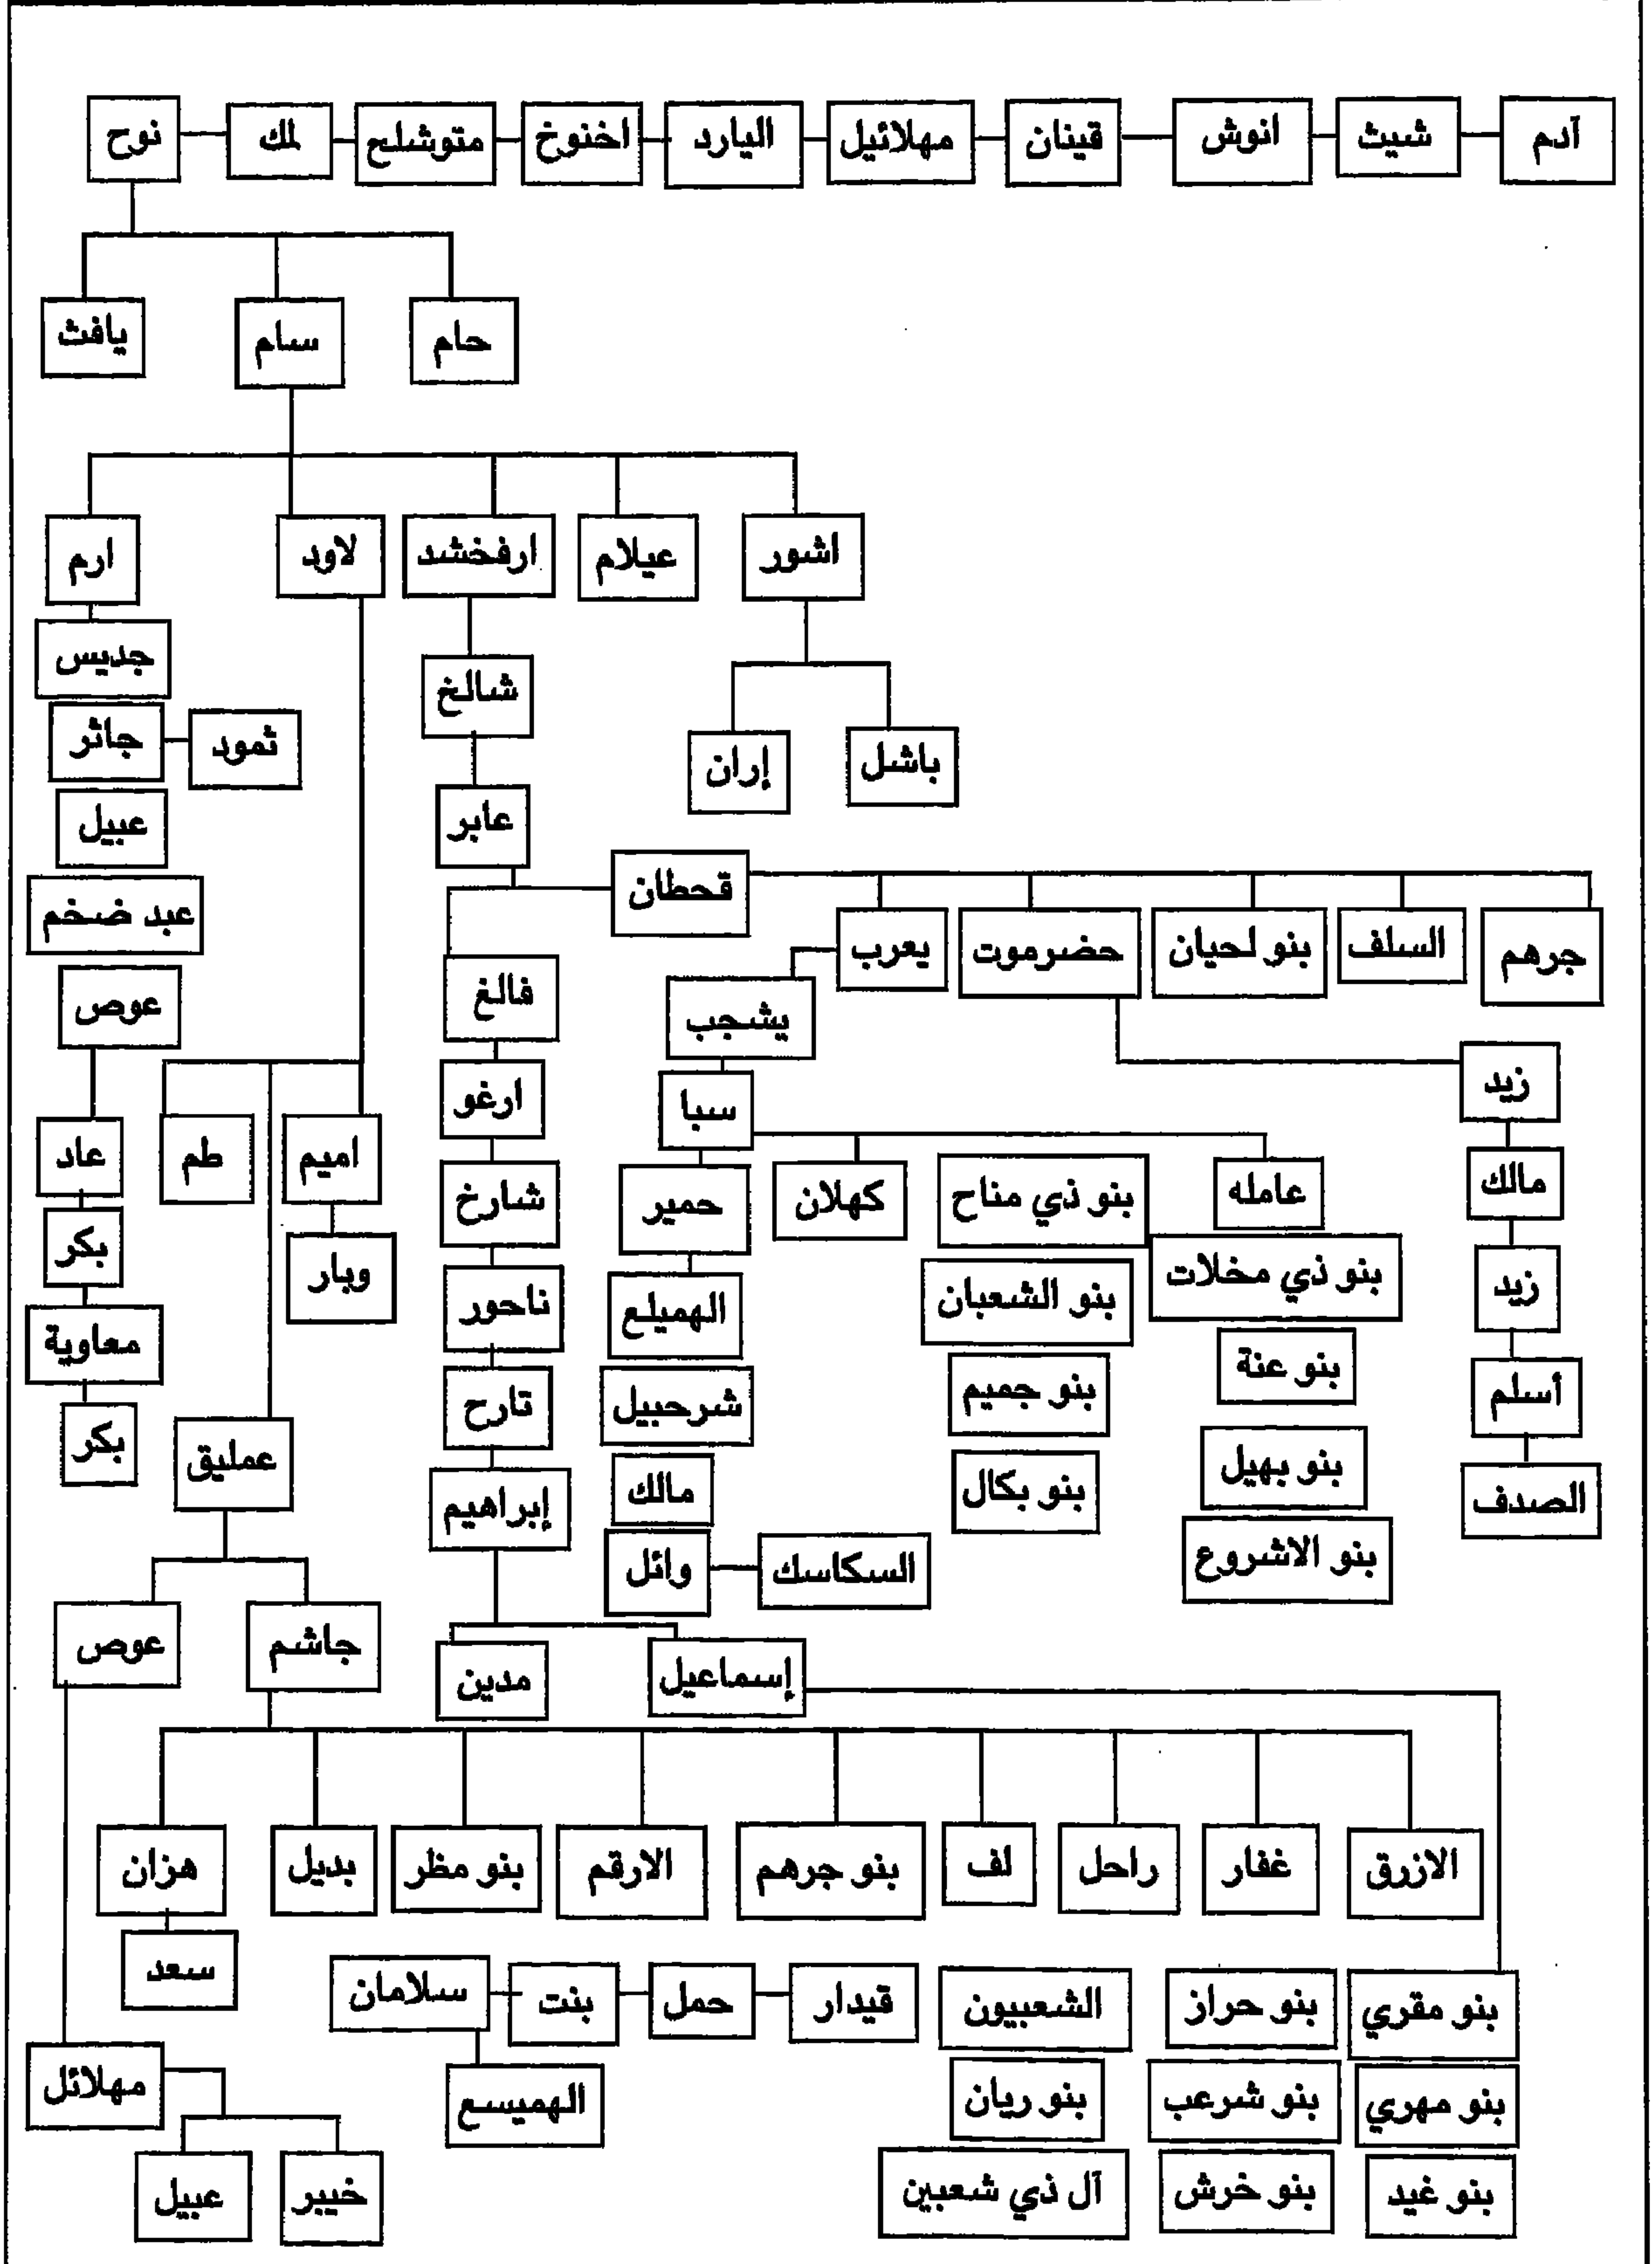 آدم
شيث
انوش
قينان
مهلائيل
اليارد
اخنوخ
متوشلح
لمك
نوح
حام
سام
يافث
اشور
عيلام
ارفخشد
لاود
ارم
جديس
شالخ
ثمود
جائر
باشل
إران
عابر
عبيل
قحطان
عبد ضخم
جرهم
السلف
بنو لحيان
حضرموت
يعرب
فالغ
عوص
يشجب
زيد
سبا
ارغو
اميم
طم
عاد
مالك
عامله
بنو ذي مناح
كهلان
حمير
شارخ
بكر
زيد
بنو ذي مخلات
بنو الشعبان
الهميلع
ناحور
وبار
معاوية
أسلم
بنو عنة
بنو جميم
شرحبيل
تارح
بكر
عمليق
الصدف
بنو بهيل
بنو بكال
مالك
إبراهيم
بنو الاشروع
السكاسك
وائل
جاشم
عوص
إسماعيل
مدين
الازرق
غفار
راحل
لف
بنو جرهم
الارقم
بنو مظر
بديل
هزان
سعد
بنو مقري
بنو حراز
الشعبيون
قيدار
حمل
بنت
سلامان
مهلائل
بنو مهري
بنو شرعب
بنو ريان
الهميسع
بنو غيد
بنو خرش
آل ذي شعبين
خيبر
عبيل